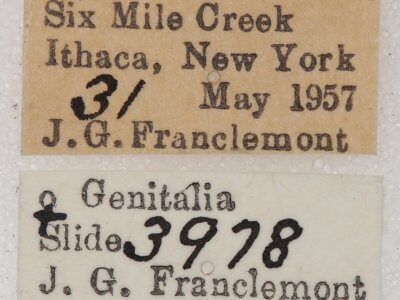 Six Mile Creek
Ithaca, New York
31 May 1957
J. G. Franclemont
♀ Genitalia
Slide 3978
J. G. Franclemont